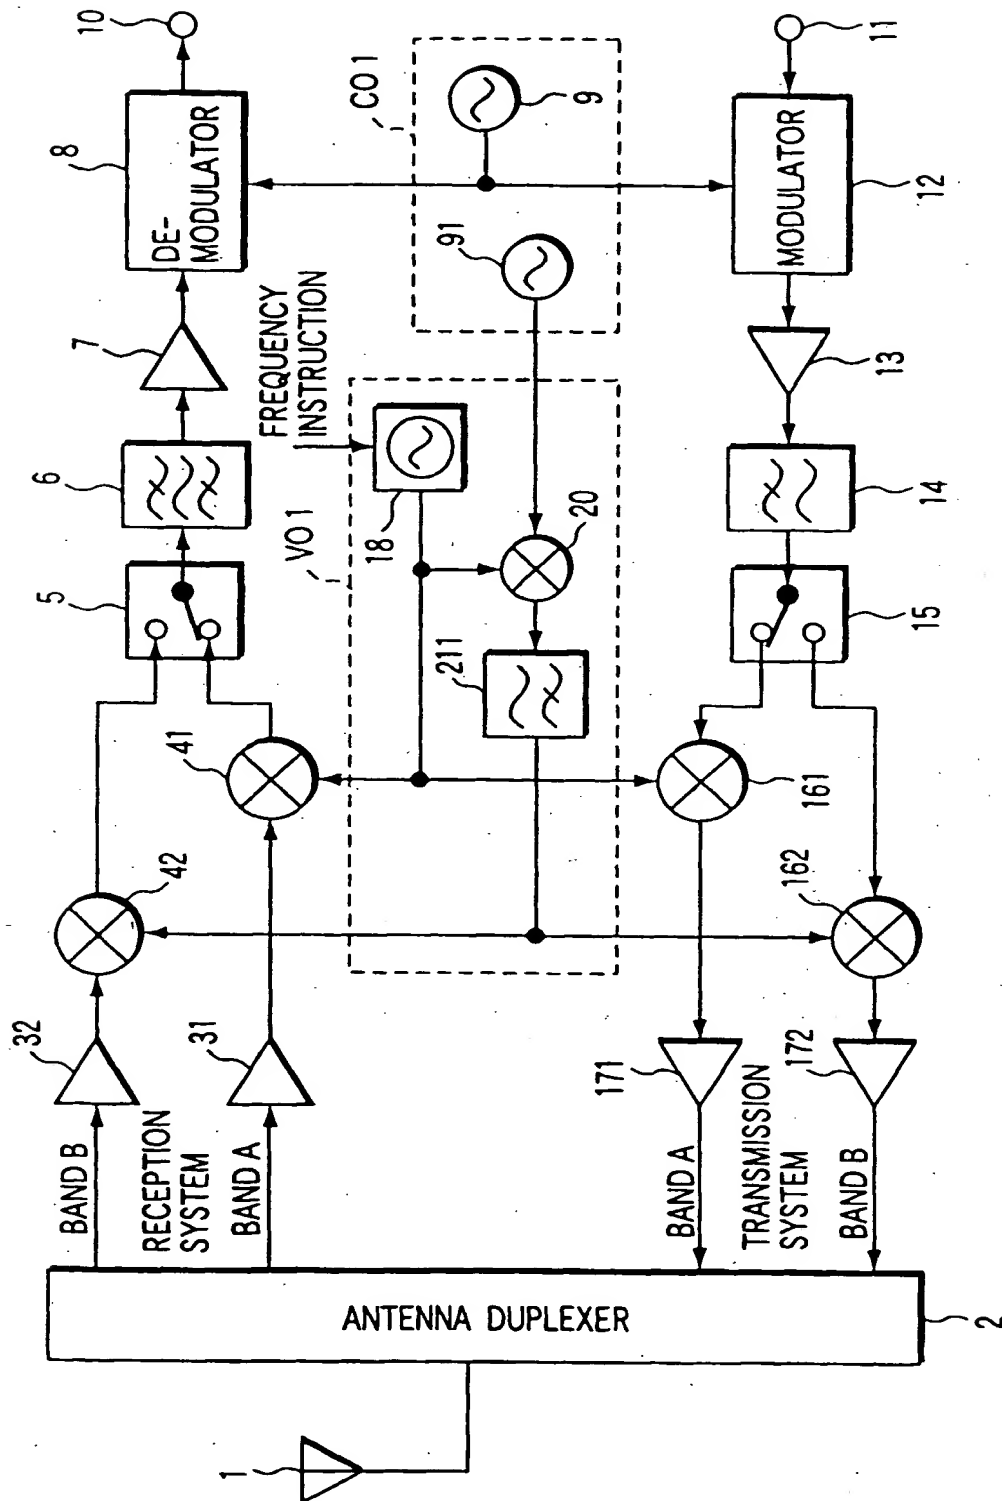 1
ANTENNA DUPLEXER
2
BAND B
RECEPTION
SYSTEM
BAND A
32
31
42
41
5
6
7
8
DE-
MODULATOR
10
VO1
FREQUENCY
INSTRUCTION
18
20
211
CO1
91
9
BAND A
TRANSMISSION
SYSTEM
BAND B
171
172
161
162
15
14
13
MODULATOR
12
11